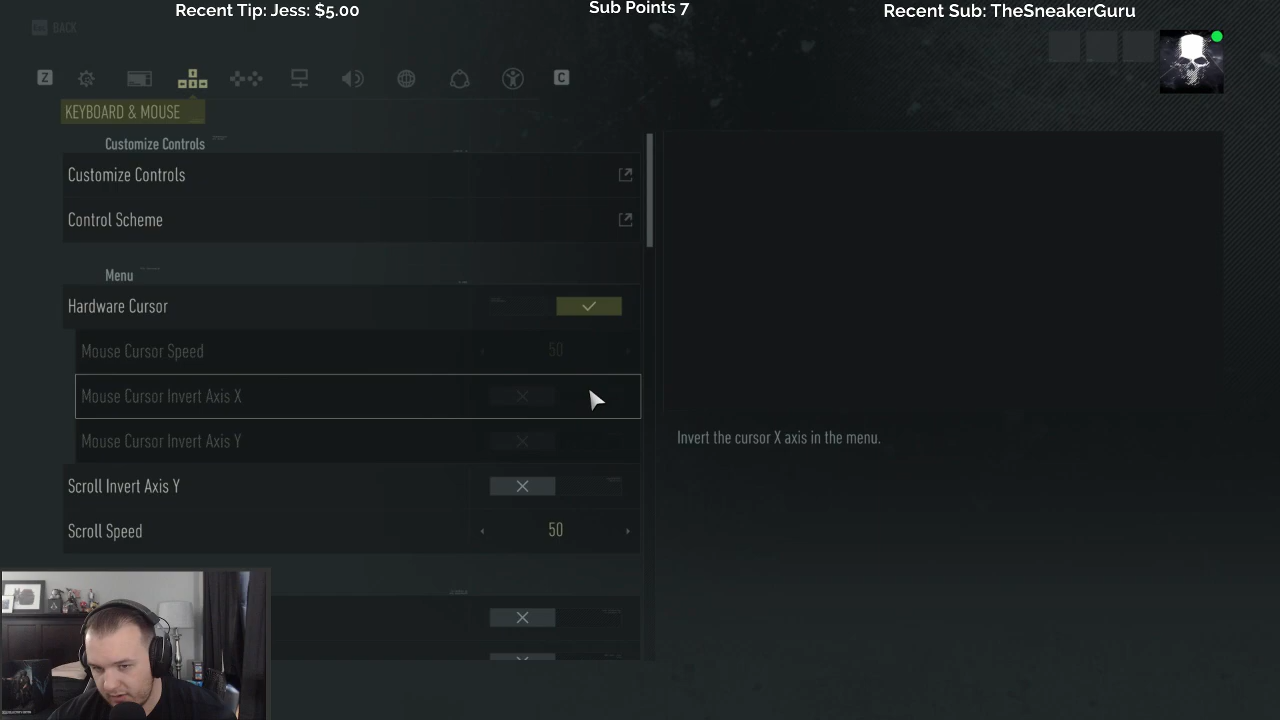 Recent Tip: Jess: $5.00
Sub Points 7
Recent Sub: TheSneakerGuru
BACK
Z
C
KEYBOARD & MOUSE
Customize Controls
Customize Controls
Control Scheme
Menu
Hardware Cursor
Mouse Cursor Speed
50
Mouse Cursor Invert Axis X
Mouse Cursor Invert Axis Y
Invert the cursor X axis in the menu.
Scroll Invert Axis Y
Scroll Speed
50